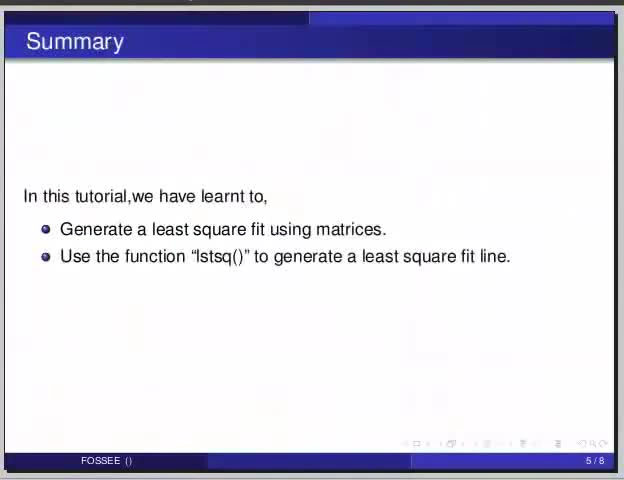 Summary
In this tutorial,we have learnt to,
Generate a least square fit using matrices.
Use the function “lstsq()” to generate a least square fit line.
FOSSEE ()
5 / 8